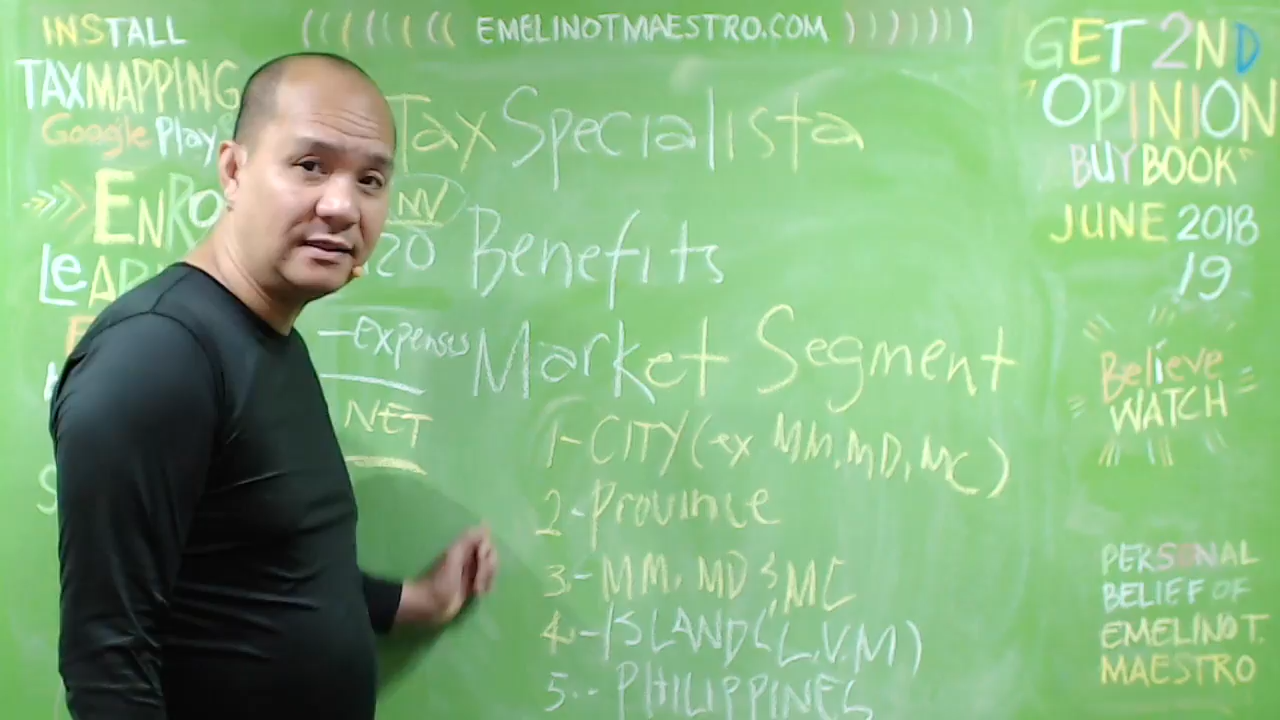 INSTALL
TAXMAPPING
Google Play
ENRO
LEAR
(((((( EMELINOTMAESTRO.COM ))))))
Tax Specialista
Benefits
120
- Expenses
NET
Market Segment
1- CITY (ex MM, MD, MC)
2- Province
3.- MM, MD & MC
4.- ISLAND (L.V.M)
5.- PHILIPPINES
GET 2ND
"OPINION
BUY BOOK"
JUNE 2018
19
Believe
WATCH
PERSONAL
BELIEF OF
EMELINO T.
MAESTRO